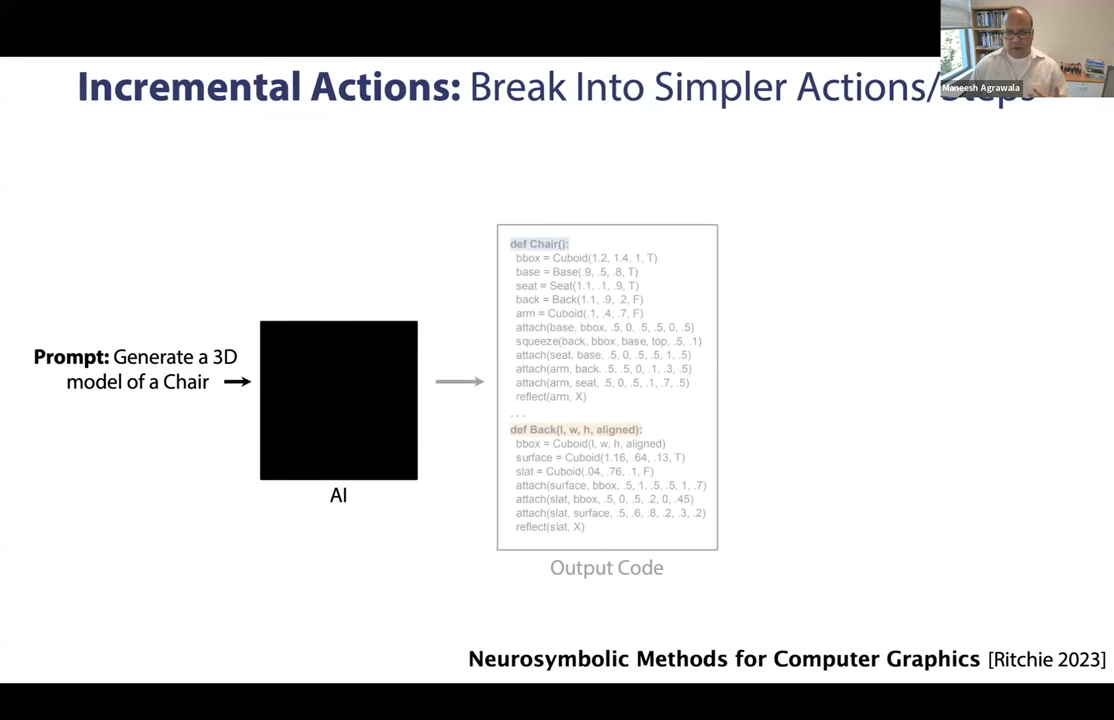 Incremental Actions: Break Into Simpler Actions/Steps
Maneesh Agrawala
Prompt: Generate a 3D
model of a Chair
AI
def Chair():
bbox = Cuboid(1.2, 1.4, 1, T)
base = Base(.9, .5, .8, T)
seat = Seat(1.1, .1, .9, T)
back = Back(1.1, .9, .2, F)
arm = Cuboid(.1, .4, .7, F)
attach(base, bbox, .5, 0, .5, .5, 0, .5)
squeeze(back, bbox, base, top, .5, .1)
attach(seat, base, .5, 0, .5, .5, 1, .5)
attach(arm, back. .5, .5, 0, .1, .3, .5)
attach(arm, seat, .5, 0, .5, .1, .7, .5)
reflect(arm, X)
. . .
def Back(l, w, h, aligned):
bbox = Cuboid(l, w, h, aligned)
surface = Cuboid(1.16, .64, .13, T)
slat = Cuboid(.04, .76, .1, F)
attach(surface, bbox, .5, 1, .5, .5, 1, .7)
attach(slat, bbox, .5, 0, .5, .2, 0, .45)
attach(slat, surface, .5, .6, .8, .2, .3, .2)
reflect(slat, X)
Output Code
Neurosymbolic Methods for Computer Graphics [Ritchie 2023]